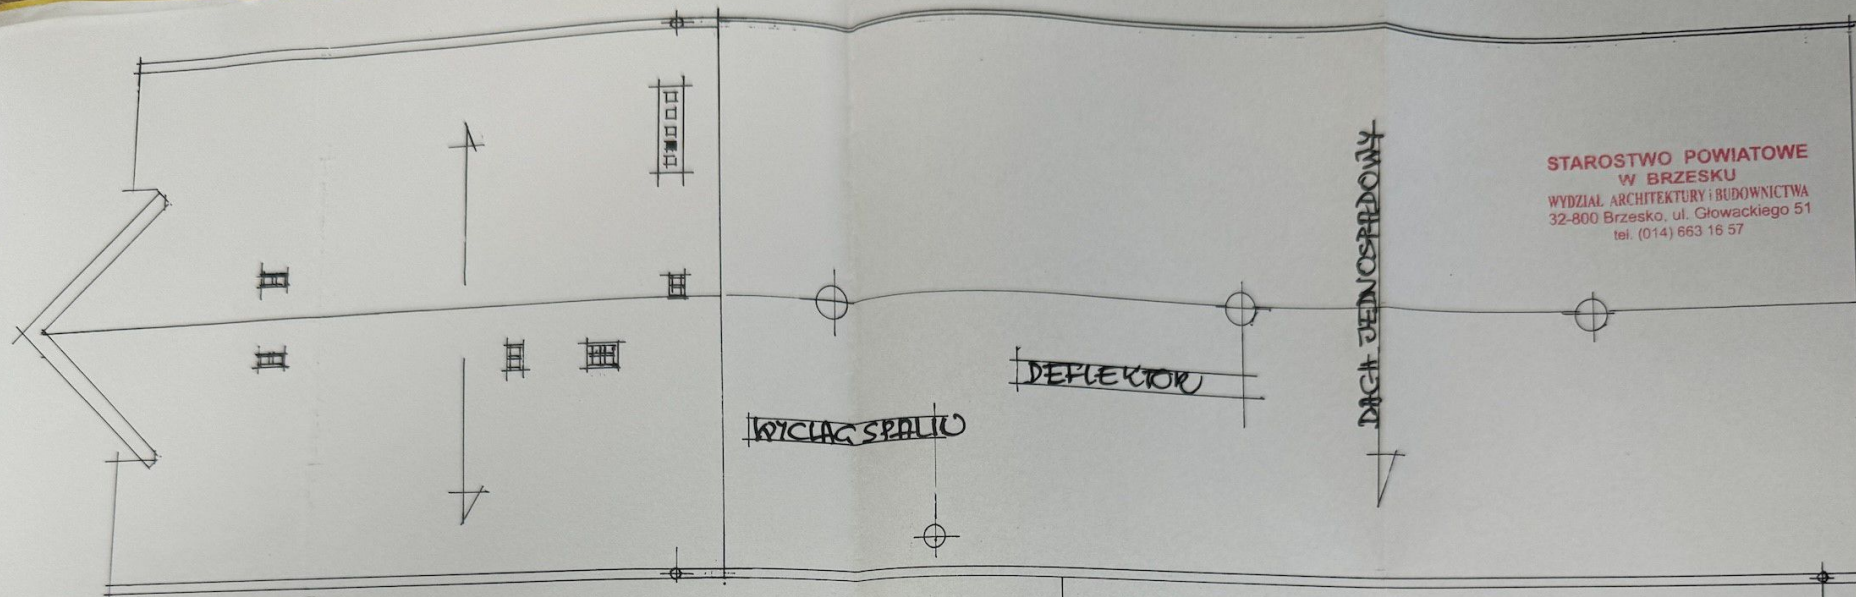 DACH JEDNOSPADOWY
STAROSTWO POWIATOWE
W BRZESKU
WYDZIAŁ ARCHITEKTURY i BUDOWNICTWA
32-800 Brzesko, ul. Głowackiego 51
tel. (014) 663 16 57
DEFLEKTOR
WYCIĄG SPALIN